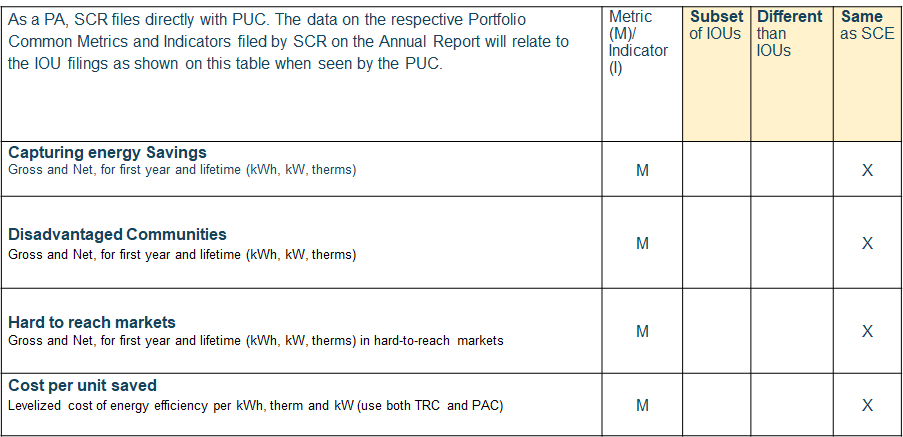 As a PA, SCR files directly with PUC. The data on the respective Portfolio
Common Metrics and Indicators filed by SCR on the Annual Report will relate to
the IOU filings as shown on this table when seen by the PUC.
Metric
(M)/
Indicator
(I)
Subset
of IOUs
Different
than
IOUs
Same
as SCE
Capturing energy Savings
Gross and Net, for first year and lifetime (kWh, kW, therms)
M
X
Disadvantaged Communities
Gross and Net, for first year and lifetime (kWh, kW, therms)
M
X
Hard to reach markets
Gross and Net, for first year and lifetime (kWh, kW, therms) in hard-to-reach markets
M
X
Cost per unit saved
Levelized cost of energy efficiency per kWh, therm and kW (use both TRC and PAC)
M
X